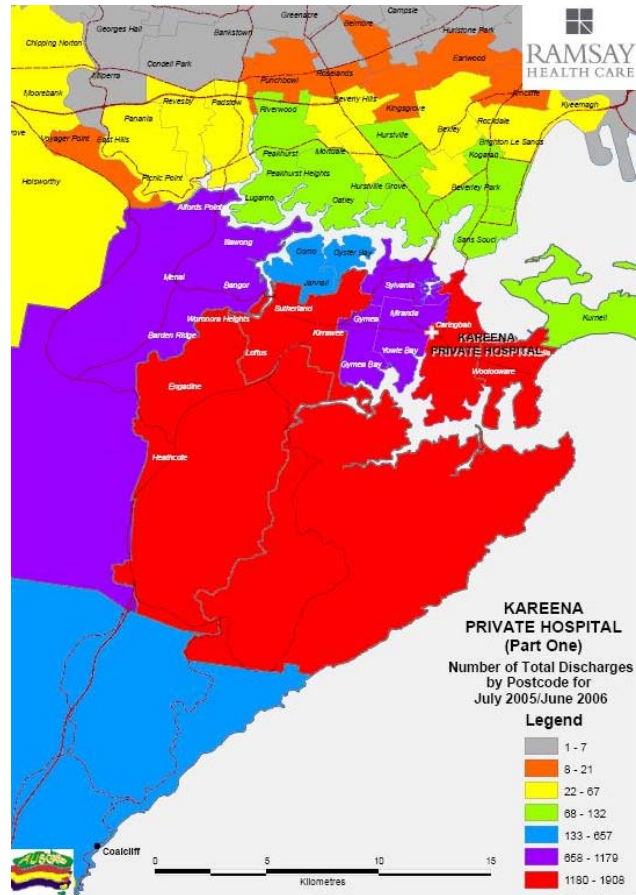 RAMSAY
HEALTH CARE
Campsie
Greenacre
Belmore
Georges Hall
Bankstown
Hurlstone Park
Chipping Norton
Condell Park
Earlwood
Roselands
Milperra
Punchbowl
Moorebank
Revesby
Padstow
Beverly Hills
Kingsgrove
Kyeemagh
Riverwood
Rockdale
Panania
Bexley
Hurstville
Voyager Point
East Hills
Brighton Le Sands
Mortdale
Kogarah
Peakhurst
Peakhurst Heights
Picnic Point
Holsworthy
Hurstville Grove
Beverley Park
Lugarno
Oatley
Alfords Point
Sans Souci
Illawong
Como
Oyster Bay
Menai
Bangor
Jannali
Sylvania
Woronora Heights
Sutherland
Miranda
Kurnell
Gymea
Caringbah
Barden Ridge
Kirrawee
KAREENA
PRIVATE HOSPITAL
Loftus
Yowie Bay
Gymea Bay
Woolooware
Engadine
Heathcote
KAREENA
PRIVATE HOSPITAL
(Part One)
Number of Total Discharges
by Postcode for
July 2005/June 2006
Legend
1 - 7
8 - 21
22 - 67
68 - 132
133 - 657
658 - 1179
1180 - 1908
Coalcliff
0 5 10 15
Kilometres